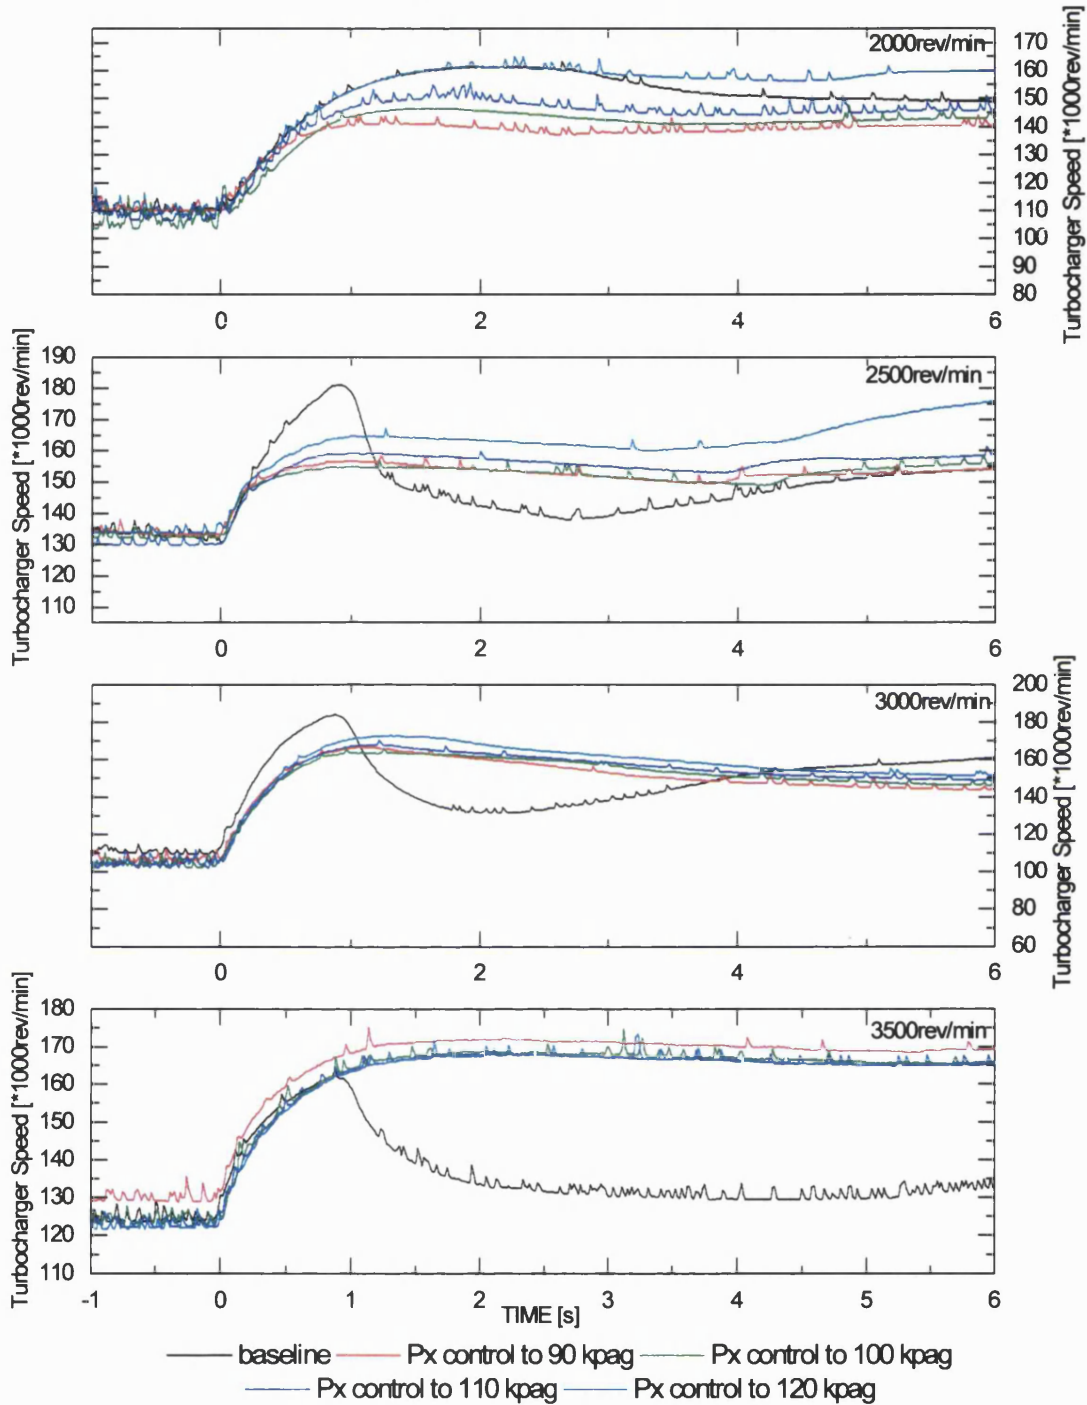 2000rev/min
170
160
150
140
130
120
110
100
90
80
Turbocharger Speed [*1000rev/min]
0 2 4 6
Turbocharger Speed [*1000rev/min]
190
180
170
160
150
140
130
120
110
2500rev/min
0 2 4 6
3000rev/min
200
180
160
140
120
100
80
60
Turbocharger Speed [*1000rev/min]
0 2 4 6
Turbocharger Speed [*1000rev/min]
180
170
160
150
140
130
120
110
3500rev/min
-1 0 1 2 3 4 5 6
TIME [s]
baseline Px control to 90 kpag Px control to 100 kpag
Px control to 110 kpag Px control to 120 kpag